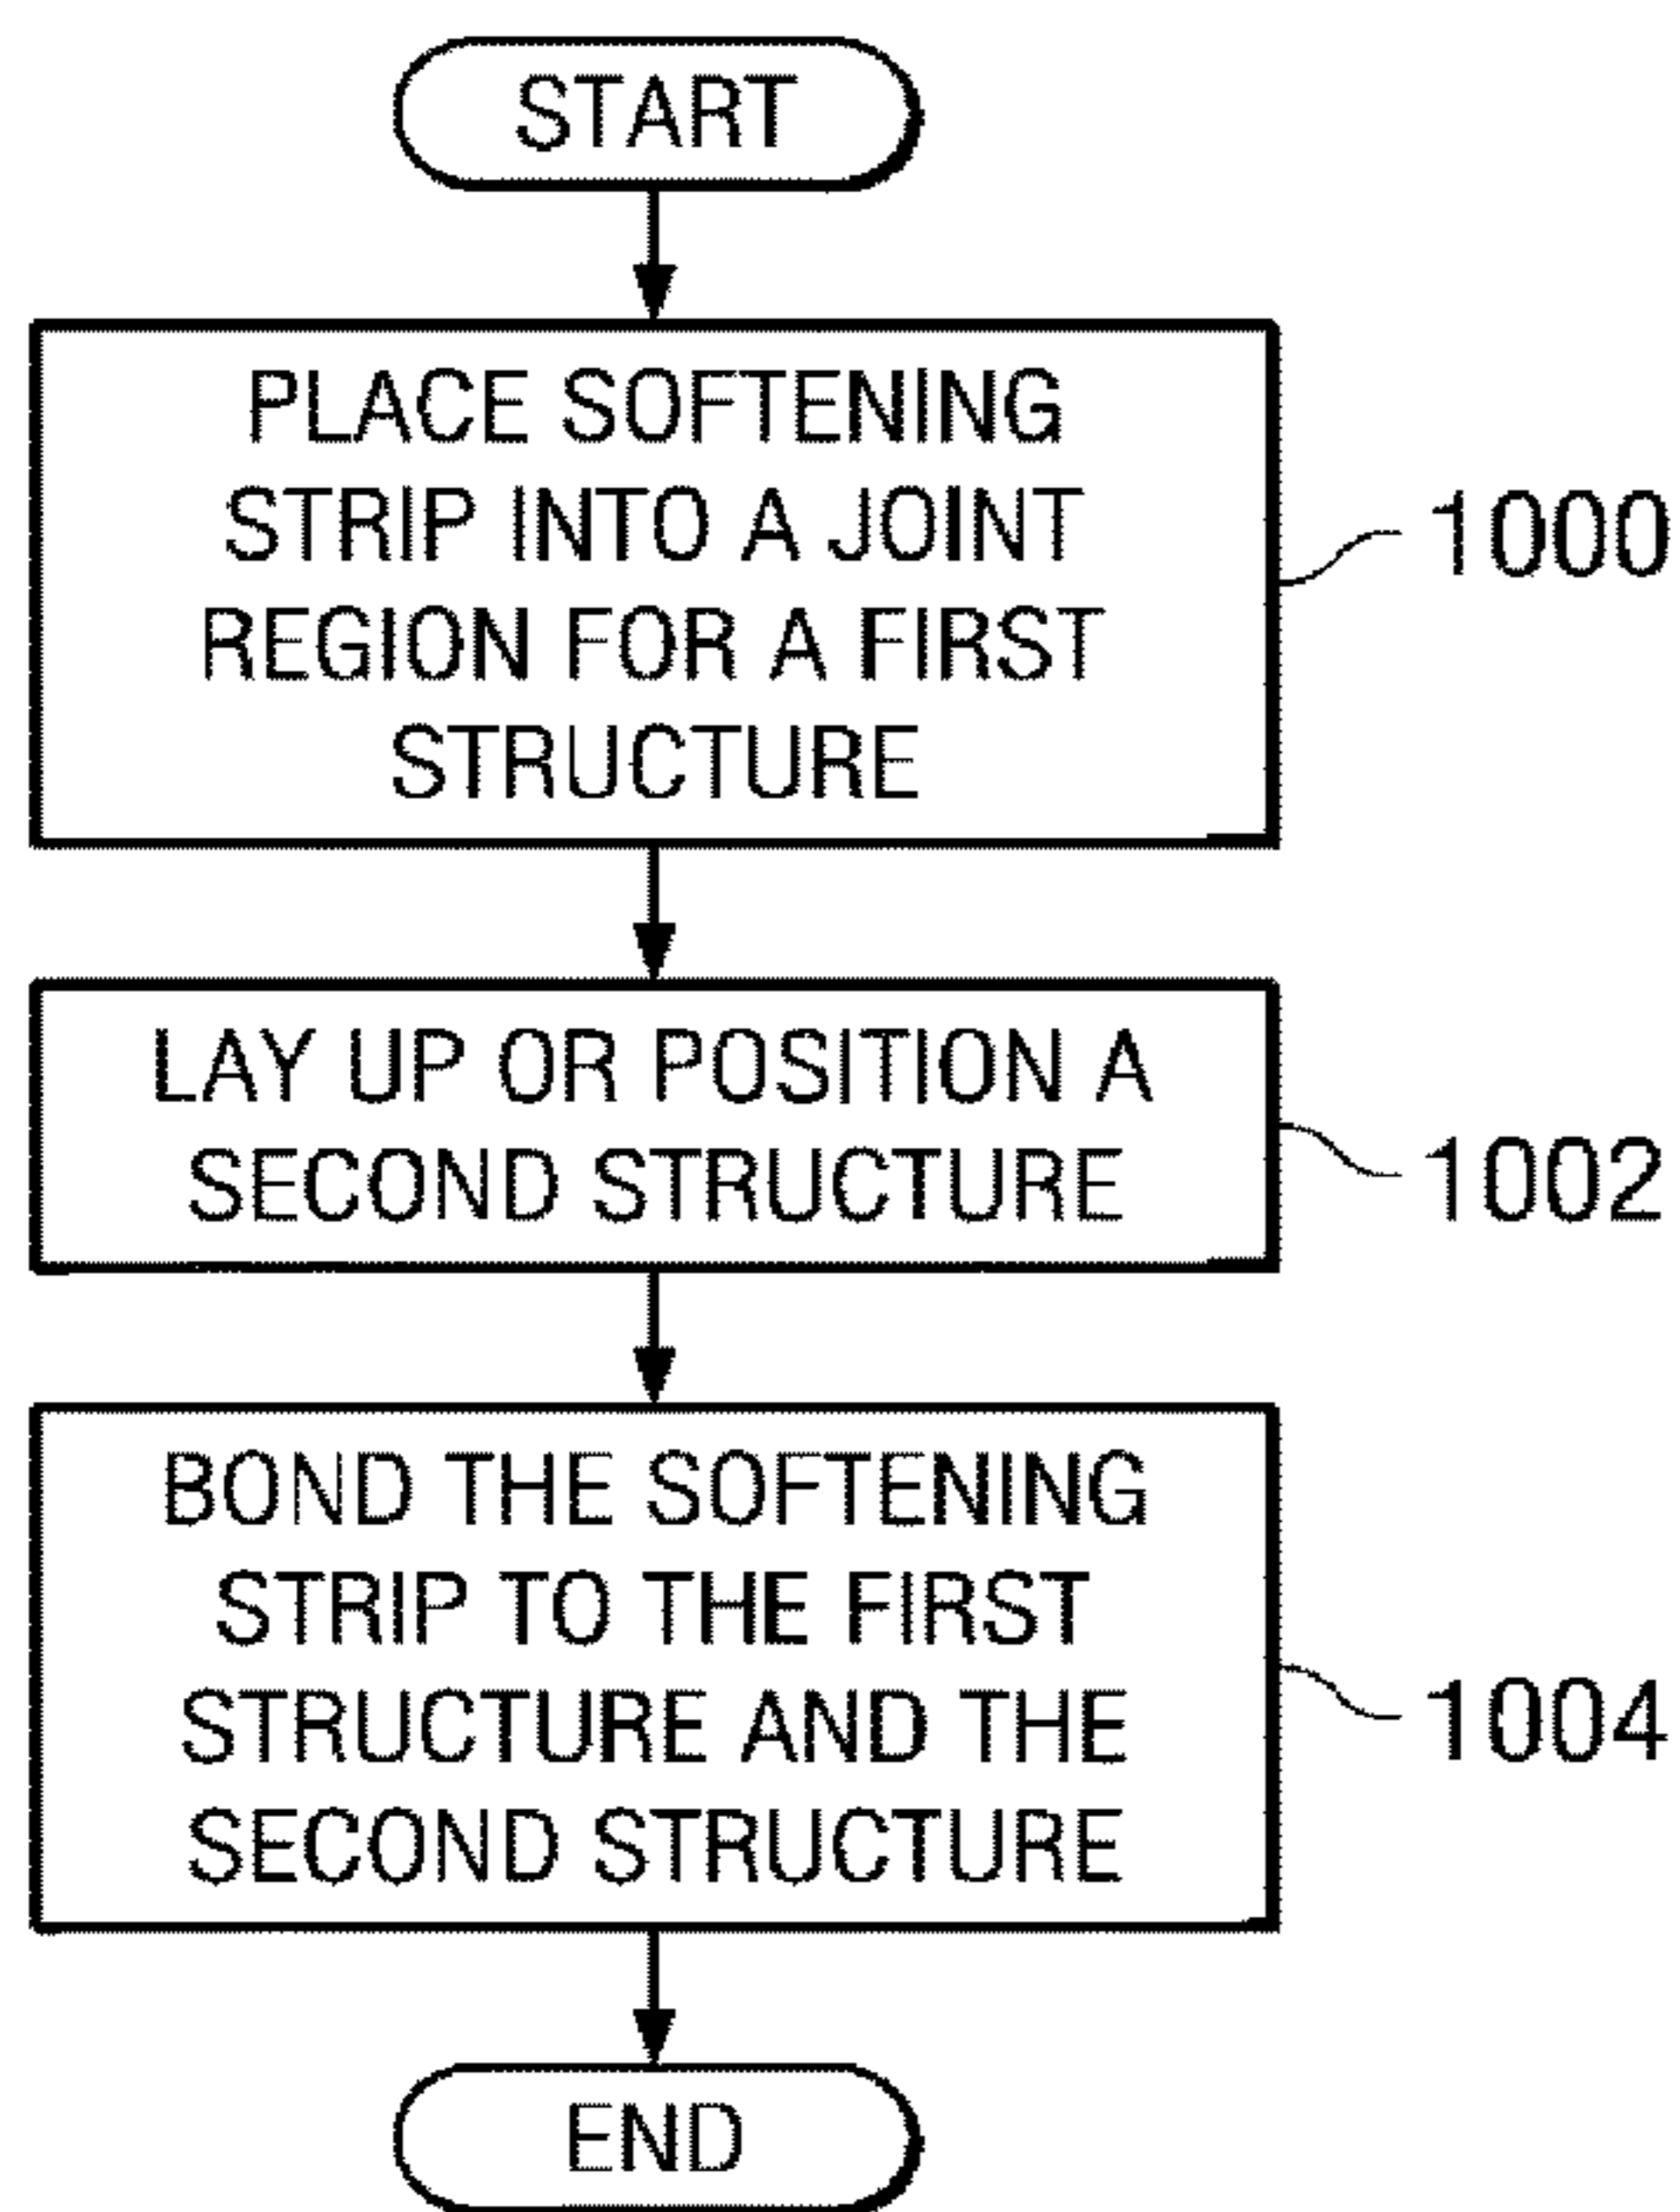 START
PLACE SOFTENING
STRIP INTO A JOINT
REGION FOR A FIRST
STRUCTURE
1000
LAY UP OR POSITION A
SECOND STRUCTURE
1002
BOND THE SOFTENING
STRIP TO THE FIRST
STRUCTURE AND THE
SECOND STRUCTURE
1004
END